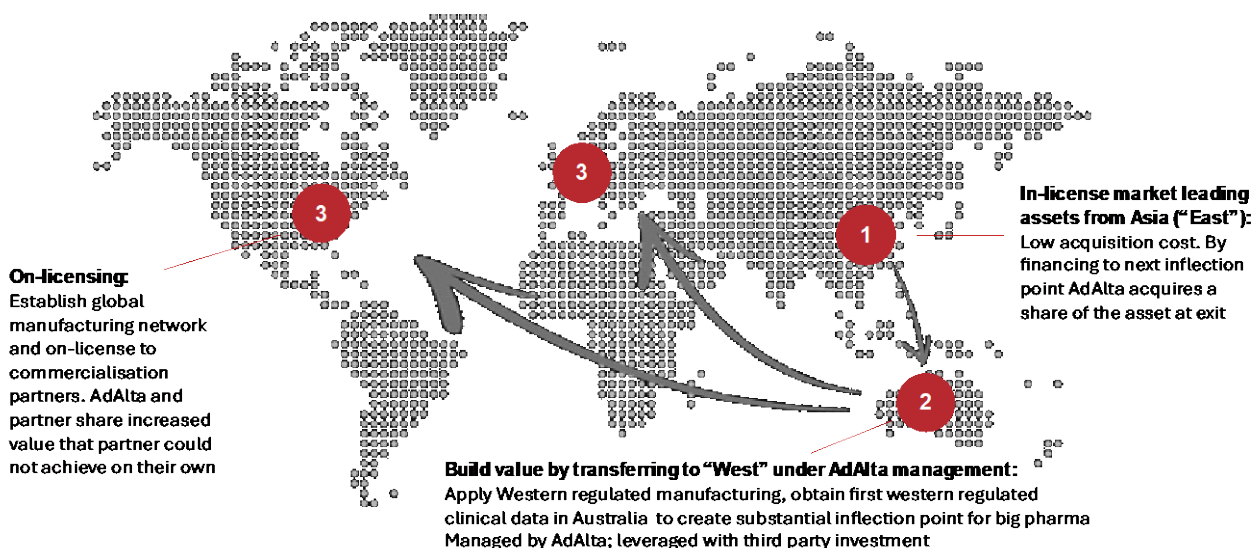 3
3
1
2
In-license market leading
assets from Asia (“East”):
Low acquisition cost. By
financing to next inflection
point AdAlta acquires a
share of the asset at exit
On-licensing:
Establish global
manufacturing network
and on-license to
commercialisation
partners. AdAlta and
partner share increased
value that partner could
not achieve on their own
Build value by transferring to “West” under AdAlta management:
Apply Western regulated manufacturing, obtain first western regulated
clinical data in Australia to create substantial inflection point for big pharma
Managed by AdAlta; leveraged with third party investment